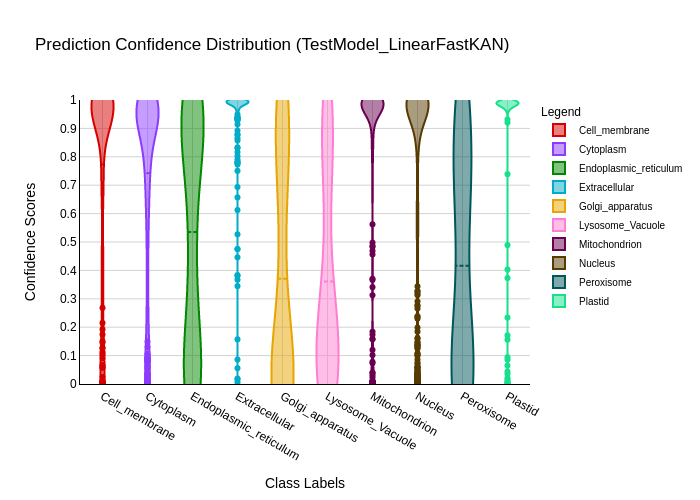 Prediction Confidence Distribution (TestModel_LinearFastKAN)
Legend
Cell_membrane
Cytoplasm
Endoplasmic_reticulum
Extracellular
Golgi_apparatus
Lysosome_Vacuole
Mitochondrion
Nucleus
Peroxisome
Plastid
Confidence Scores
1
0.9
0.8
0.7
0.6
0.5
0.4
0.3
0.2
0.1
0
Cell_membrane
Cytoplasm
Endoplasmic_reticulum
Extracellular
Golgi_apparatus
Lysosome_Vacuole
Mitochondrion
Nucleus
Peroxisome
Plastid
Class Labels